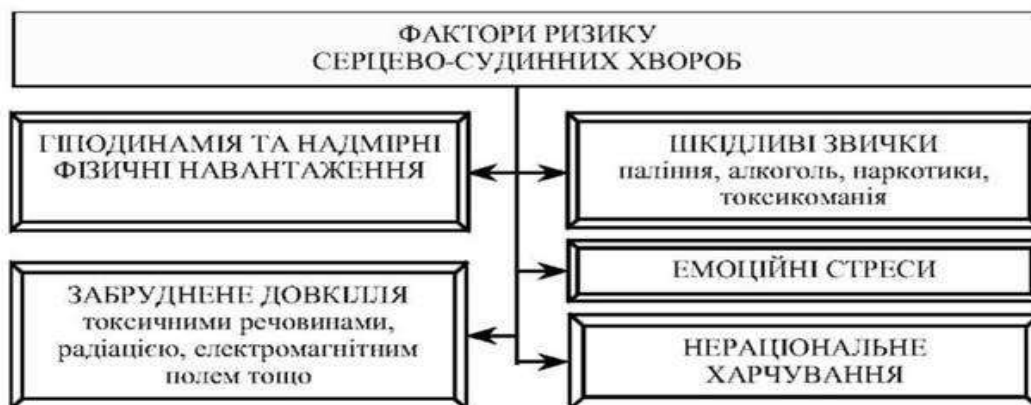 ФАКТОРИ РИЗИКУ
СЕРЦЕВО-СУДИННИХ ХВОРОБ
ГІПОДИНАМІЯ ТА НАДМІРНІ
ФІЗИЧНІ НАВАНТАЖЕННЯ
ШКІДЛИВІ ЗВИЧКИ
паління, алкоголь, наркотики,
токсикоманія
ЕМОЦІЙНІ СТРЕСИ
ЗАБРУДНЕНЕ ДОВКІЛЛЯ
токсичними речовинами,
радіацією, електромагнітним
полем тощо
НЕРАЦІОНАЛЬНЕ
ХАРЧУВАННЯ